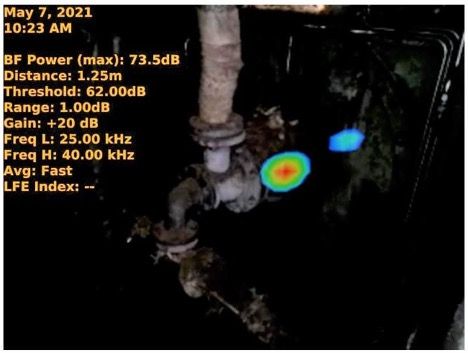 May 7, 2021
10:23 AM
BF Power (max): 73.5dB
Distance: 1.25m
Threshold: 62.00dB
Range: 1.00dB
Gain: +20 dB
Freq L: 25.00 kHz
Freq H: 40.00 kHz
Avg: Fast
LFE Index: --